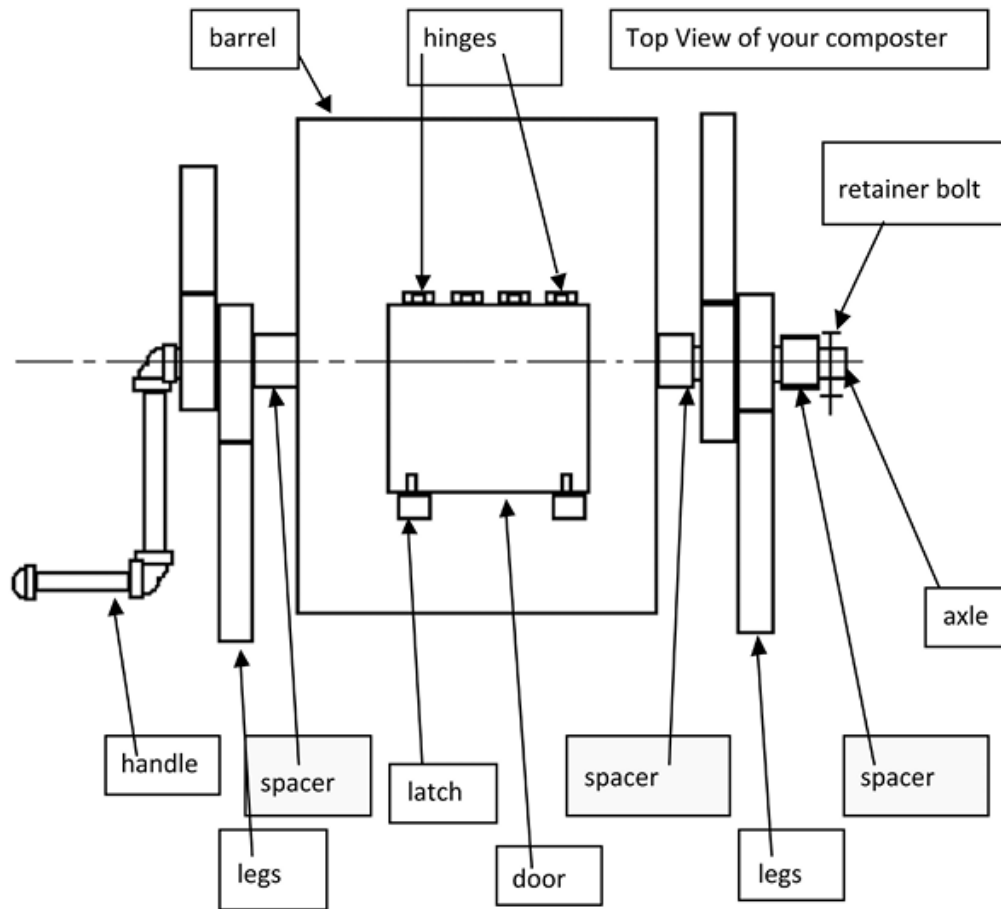 barrel
hinges
Top View of your composter
retainer bolt
axle
handle
spacer
latch
spacer
spacer
legs
door
legs